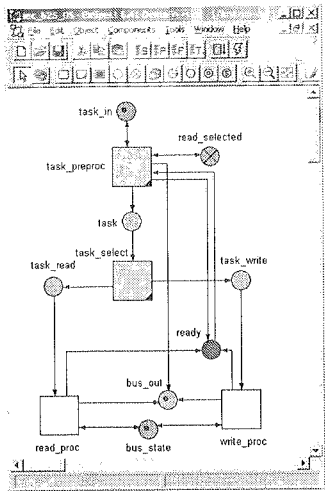 File Edit Object Components Tools Window Help
task_in
read_selected
task_preproc
task
task_select
task_read
task_write
ready
bus_out
read_proc
bus_state
write_proc